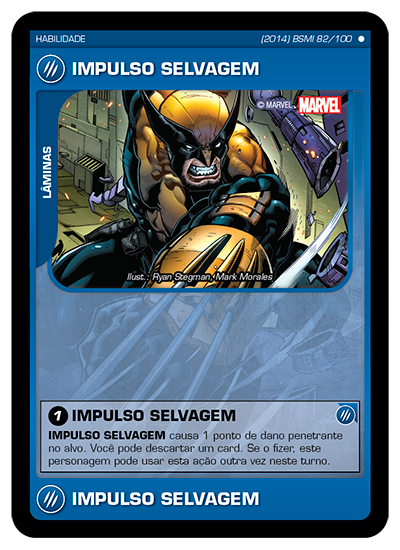 HABILIDADE
(2014) BSMI 82/100
IMPULSO SELVAGEM
© MARVEL MARVEL
LÂMINAS
Ilust.: Ryan Stegman, Mark Morales
1 IMPULSO SELVAGEM
IMPULSO SELVAGEM causa 1 ponto de dano penetrante
no alvo. Você pode descartar um card. Se o fizer, este
personagem pode usar esta ação outra vez neste turno.
IMPULSO SELVAGEM